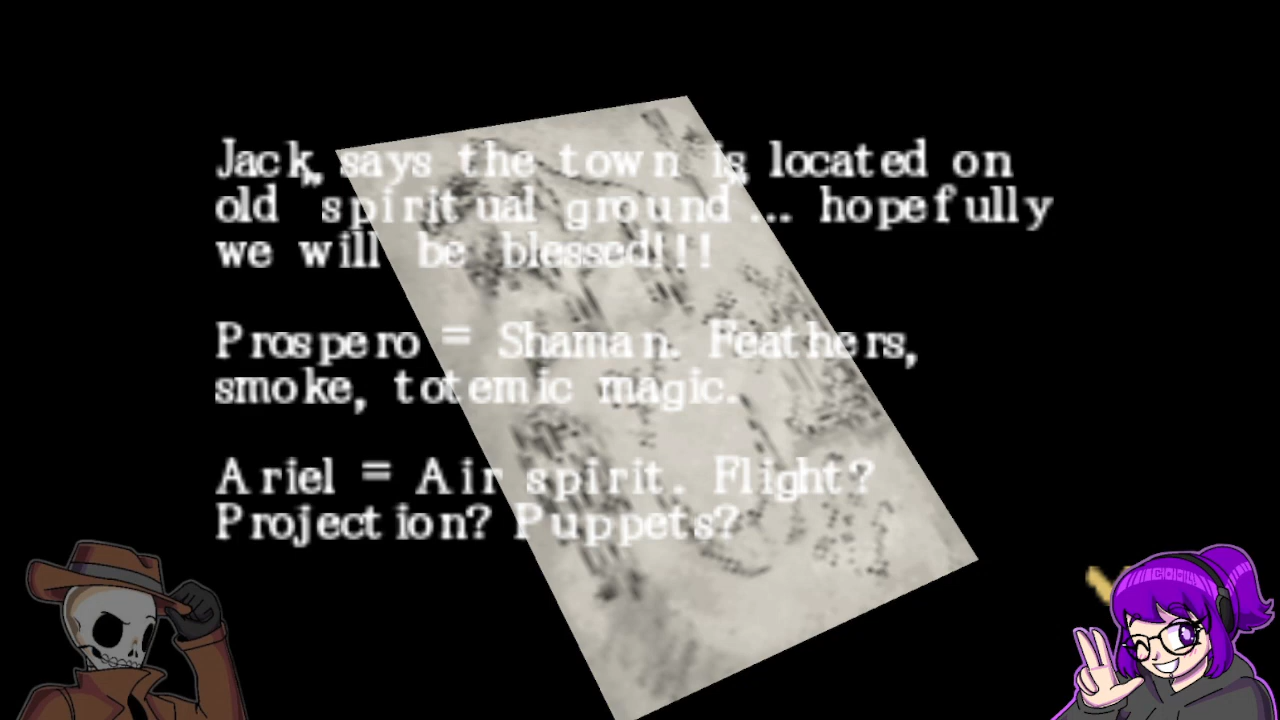 Jack, says the town is, located on
old spiritual ground... hopefully
we will be blessed!!!
Prospero = Shaman. Feathers,
smoke, totemic magic.
Ariel = Air spirit. Flight?
Projection? Puppets?